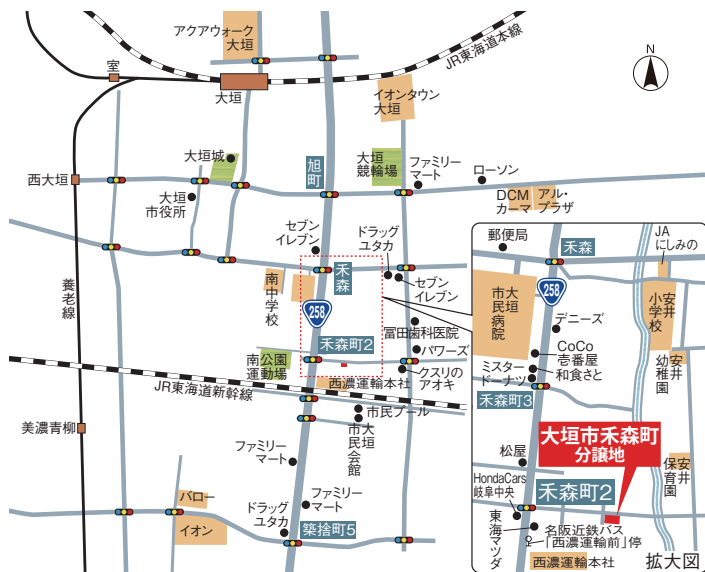 アクアウォーク
大垣
JR東海道本線
N
室
大垣
イオンタウン
大垣
大垣城
旭
町
大垣
競輪場
ファミリー
マート
ローソン
西大垣
大垣
市役所
DCM
カーマ
アル・
プラザ
セブン
イレブン
ドラッグ
ユタカ
禾
森
セブン
イレブン
南中学校
258
養老線
冨田歯科医院
禾森町2
パワーズ
南公園
運動場
クスリの
アオキ
西濃運輸本社
JR東海道新幹線
市民プール
大垣
市民会館
美濃青柳
ファミリー
マート
バロー
イオン
ファミリー
マート
ドラッグ
ユタカ
築捨町5
郵便局
禾森
JA
にしみの
258
大垣
市民病院
安井
小学校
デニーズ
CoCo
壱番屋
和食さと
ミスター
ドーナツ
安井
幼稚園
禾森町3
大垣市禾森町
分譲地
松屋
安井
保育園
HondaCars
岐阜中央
禾森町2
東海マツダ
名阪近鉄バス
「西濃運輸前」停
西濃運輸本社
拡大図